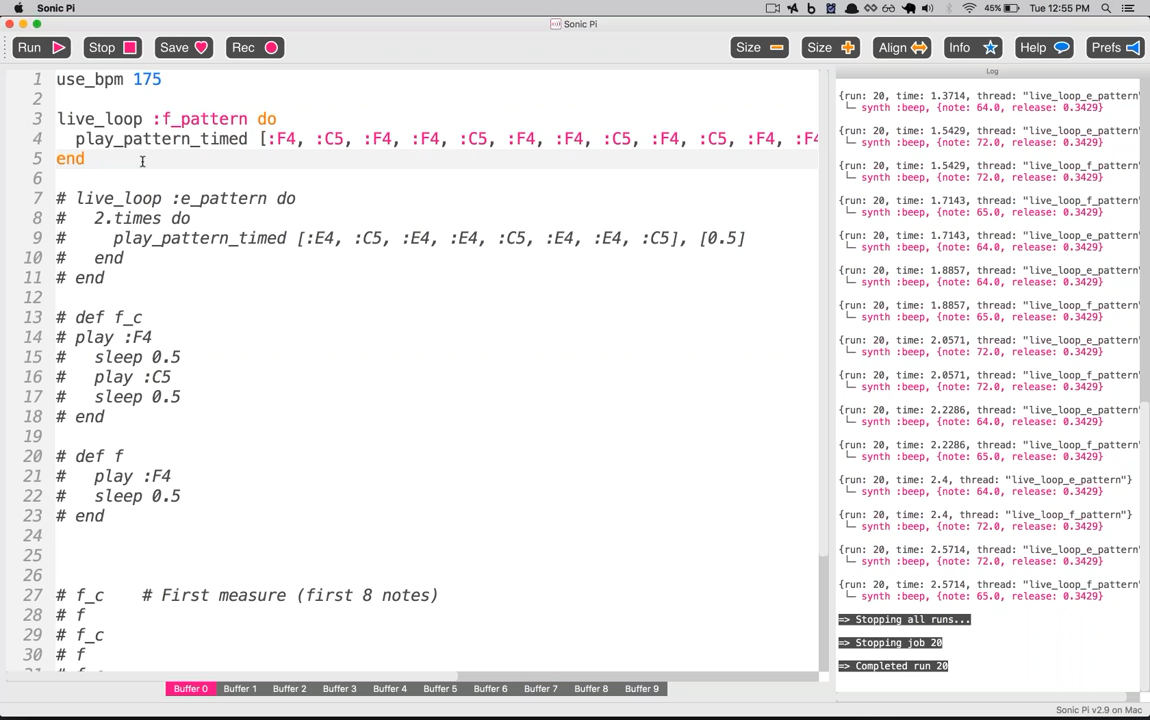 Sonic Pi
45%
Tue 12:55 PM
Sonic Pi
Run
Stop
Save
Rec
Size
Size
Align
Info
Help
Prefs
1 use_bpm 175
2
3 live_loop :f_pattern do
4 play_pattern_timed [:F4, :C5, :F4, :F4, :C5, :F4, :F4, :C5, :F4, :C5, :F4, :F4
5 end
6
7 # live_loop :e_pattern do
8 # 2.times do
9 # play_pattern_timed [:E4, :C5, :E4, :E4, :C5, :E4, :E4, :C5], [0.5]
10 # end
11 # end
12
13 # def f_c
14 # play :F4
15 # sleep 0.5
16 # play :C5
17 # sleep 0.5
18 # end
19
20 # def f
21 # play :F4
22 # sleep 0.5
23 # end
24
25
26
27 # f_c # First measure (first 8 notes)
28 # f
29 # f_c
30 # f
Log
{run: 20, time: 1.3714, thread: "live_loop_e_pattern"
└─ synth :beep, {note: 64.0, release: 0.3429}
{run: 20, time: 1.5429, thread: "live_loop_e_pattern"
└─ synth :beep, {note: 72.0, release: 0.3429}
{run: 20, time: 1.5429, thread: "live_loop_f_pattern"
└─ synth :beep, {note: 72.0, release: 0.3429}
{run: 20, time: 1.7143, thread: "live_loop_f_pattern"
└─ synth :beep, {note: 65.0, release: 0.3429}
{run: 20, time: 1.7143, thread: "live_loop_e_pattern"
└─ synth :beep, {note: 64.0, release: 0.3429}
{run: 20, time: 1.8857, thread: "live_loop_e_pattern"
└─ synth :beep, {note: 64.0, release: 0.3429}
{run: 20, time: 1.8857, thread: "live_loop_f_pattern"
└─ synth :beep, {note: 65.0, release: 0.3429}
{run: 20, time: 2.0571, thread: "live_loop_e_pattern"
└─ synth :beep, {note: 72.0, release: 0.3429}
{run: 20, time: 2.0571, thread: "live_loop_f_pattern"
└─ synth :beep, {note: 72.0, release: 0.3429}
{run: 20, time: 2.2286, thread: "live_loop_e_pattern"
└─ synth :beep, {note: 64.0, release: 0.3429}
{run: 20, time: 2.2286, thread: "live_loop_f_pattern"
└─ synth :beep, {note: 65.0, release: 0.3429}
{run: 20, time: 2.4, thread: "live_loop_e_pattern"}
└─ synth :beep, {note: 64.0, release: 0.3429}
{run: 20, time: 2.4, thread: "live_loop_f_pattern"}
└─ synth :beep, {note: 72.0, release: 0.3429}
{run: 20, time: 2.5714, thread: "live_loop_e_pattern"
└─ synth :beep, {note: 72.0, release: 0.3429}
{run: 20, time: 2.5714, thread: "live_loop_f_pattern"
└─ synth :beep, {note: 65.0, release: 0.3429}
=> Stopping all runs...
=> Stopping job 20
=> Completed run 20
Buffer 0
Buffer 1
Buffer 2
Buffer 3
Buffer 4
Buffer 5
Buffer 6
Buffer 7
Buffer 8
Buffer 9
Sonic Pi v2.9 on Mac